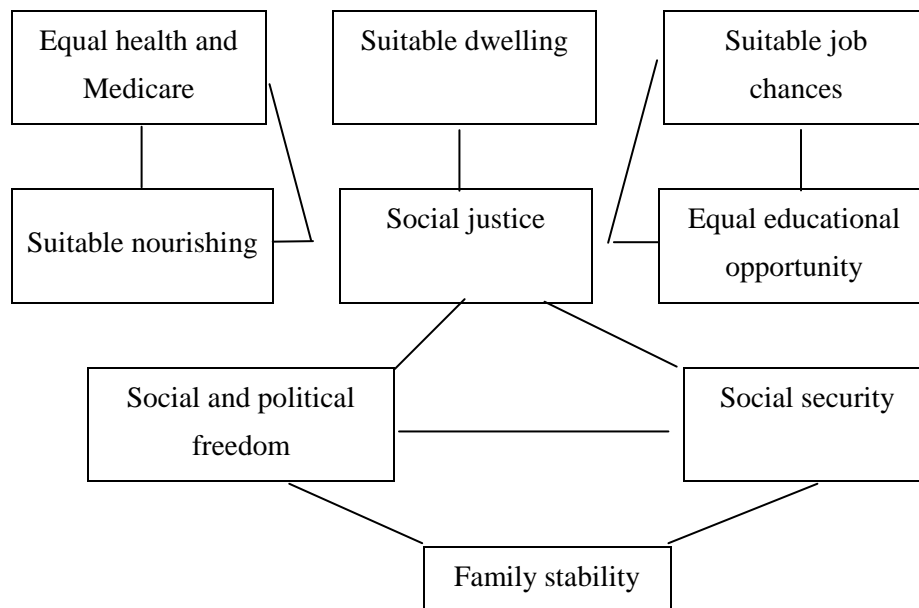 Equal health and
Medicare
Suitable dwelling
Suitable job
chances
Suitable nourishing
Social justice
Equal educational
opportunity
Social and political
freedom
Social security
Family stability